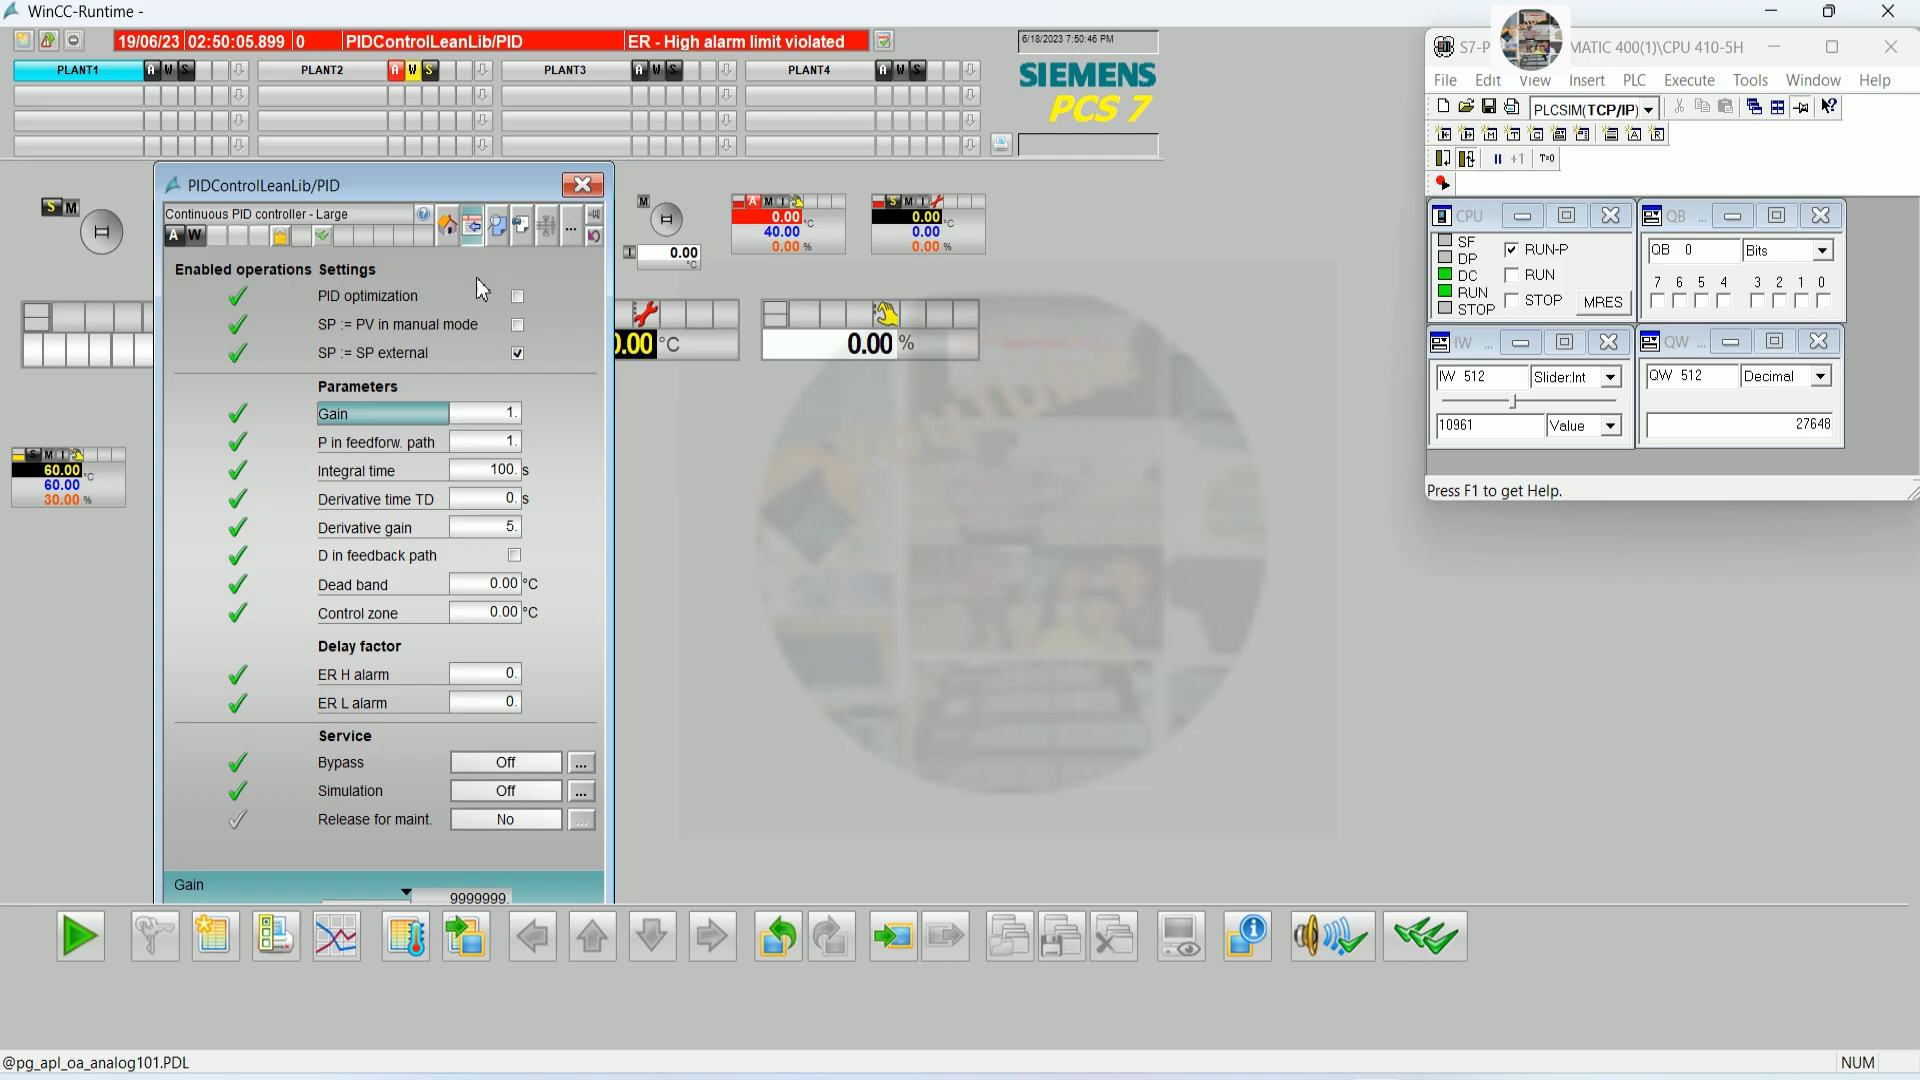 WinCC-Runtime -
19/06/23 02:50:05.899 0 PIDControlLeanLib/PID ER - High alarm limit violated
6/18/2023 7:50:46 PM
PLANT1 A W S PLANT2 A W S PLANT3 A W S PLANT4 A W S
SIEMENS
PCS 7
S7-P MATIC 400(1)\CPU 410-5H
File Edit View Insert PLC Execute Tools Window Help
PLCSIM(TCP/IP)
+1 T=0
CPU
SF
DP
DC
RUN
STOP
RUN-P
RUN
STOP
MRES
QB ...
QB 0 Bits
7 6 5 4 3 2 1 0
IW ...
IW 512 Slider:Int
10961 Value
QW ...
QW 512 Decimal
27648
Press F1 to get Help.
PIDControlLeanLib/PID
Continuous PID controller - Large
A W
...
Enabled operations Settings
PID optimization
SP := PV in manual mode
SP := SP external
Parameters
Gain 1.
P in feedforw. path 1.
Integral time 100. s
Derivative time TD 0. s
Derivative gain 5.
D in feedback path
Dead band 0.00 °C
Control zone 0.00 °C
Delay factor
ER H alarm 0.
ER L alarm 0.
Service
Bypass Off ...
Simulation Off ...
Release for maint. No ...
Gain
9999999.
S M
M
I 0.00
°C
A M I
0.00 °C
40.00
0.00 %
S M I
0.00 °C
0.00
0.00 %
0.00 °C
0.00 %
S M I
60.00 °C
60.00
30.00 %
@pg_apl_oa_analog101.PDL
NUM